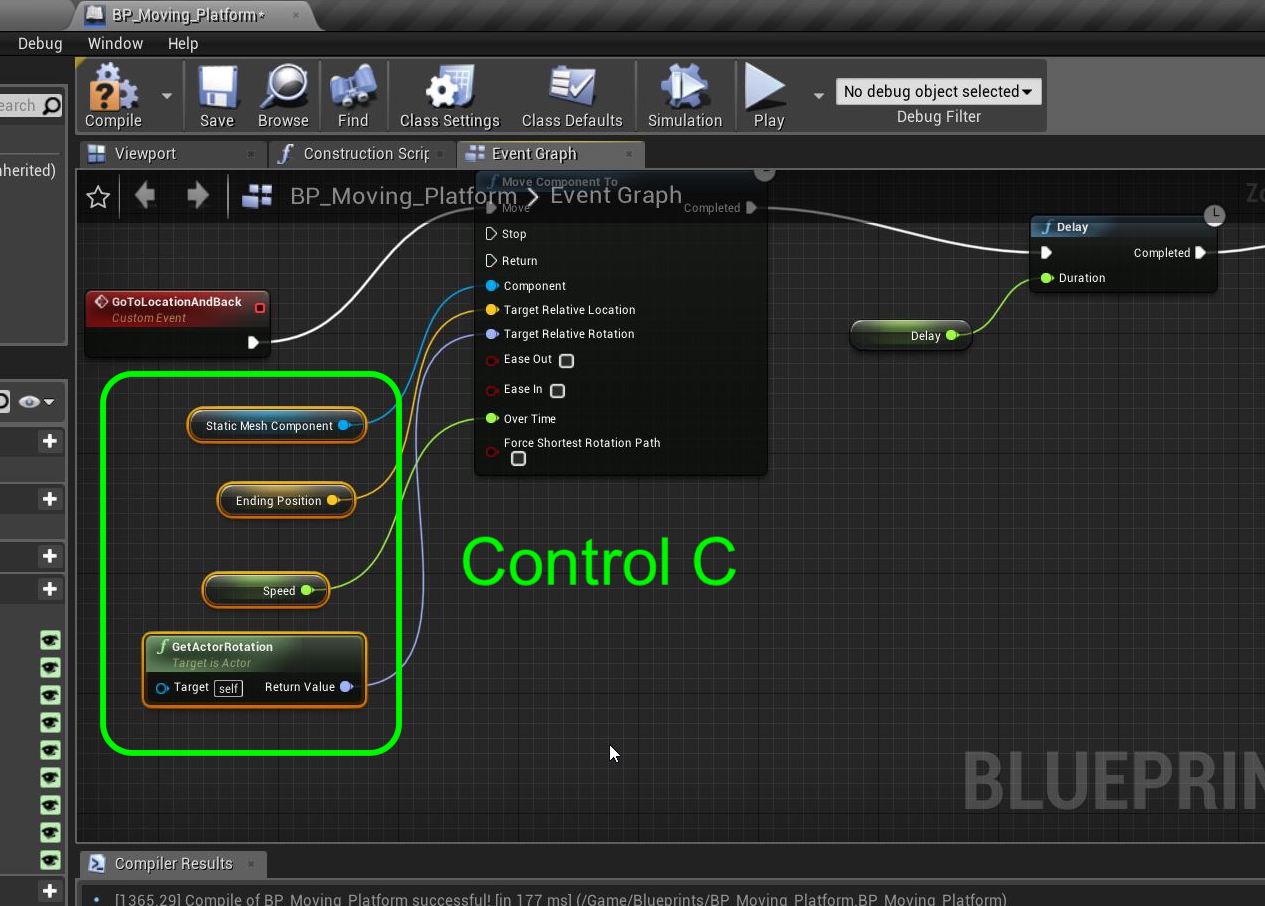 BP_Moving_Platform*
Debug Window Help
earch
Compile Save Browse Find Class Settings Class Defaults Simulation Play
No debug object selected
Debug Filter
Viewport Construction Scrip Event Graph
nherited)
BP_Moving_Platform > Event Graph
Zo
Move Component To
Move Completed
Stop
Return
Component
Target Relative Location
Target Relative Rotation
Ease Out
Ease In
Over Time
Force Shortest Rotation Path
GoToLocationAndBack
Custom Event
Delay
Completed
Duration
Delay
Static Mesh Component
Ending Position
Speed
GetActorRotation
Target is Actor
Target self Return Value
Control C
BLUEPRIN
Compiler Results
[1365.29] Compile of BP_Moving_Platform successful! [in 177 ms] (/Game/Blueprints/BP_Moving_Platform.BP_Moving_Platform)